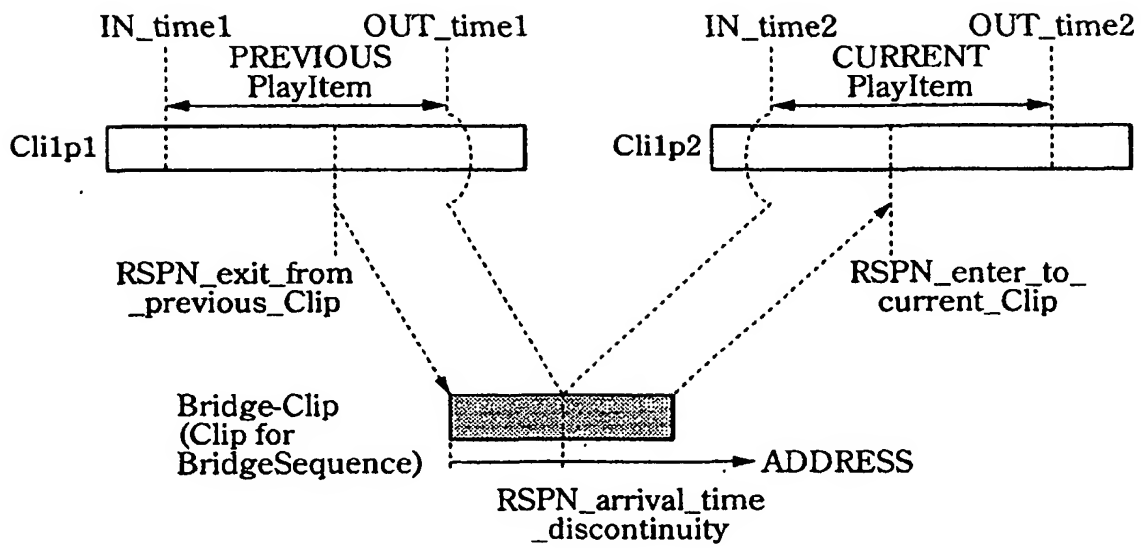 IN_time1
OUT_time1
IN_time2
OUT_time2
PREVIOUS
PlayItem
CURRENT
PlayItem
Cli1p1
Cli1p2
RSPN_exit_from
_previous_Clip
RSPN_enter_to_
current_Clip
Bridge-Clip
(Clip for
BridgeSequence)
ADDRESS
RSPN_arrival_time
_discontinuity